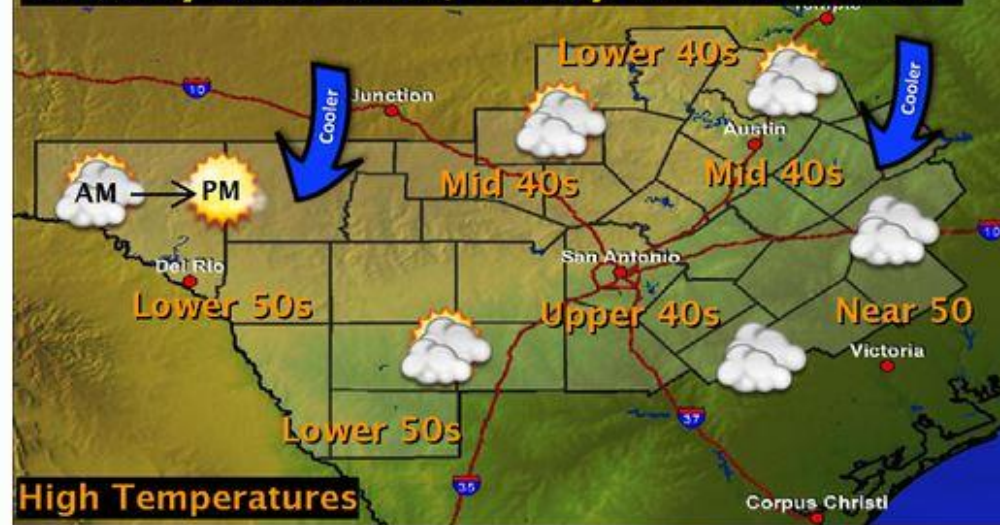 Lower 40s
10
Cooler
Junction
Cooler
Austin
AM
PM
Mid 40s
Mid 40s
10
San Antonio
Del Rio
Lower 50s
Upper 40s
Near 50
Victoria
Lower 50s
37
High Temperatures
35
Corpus Christi